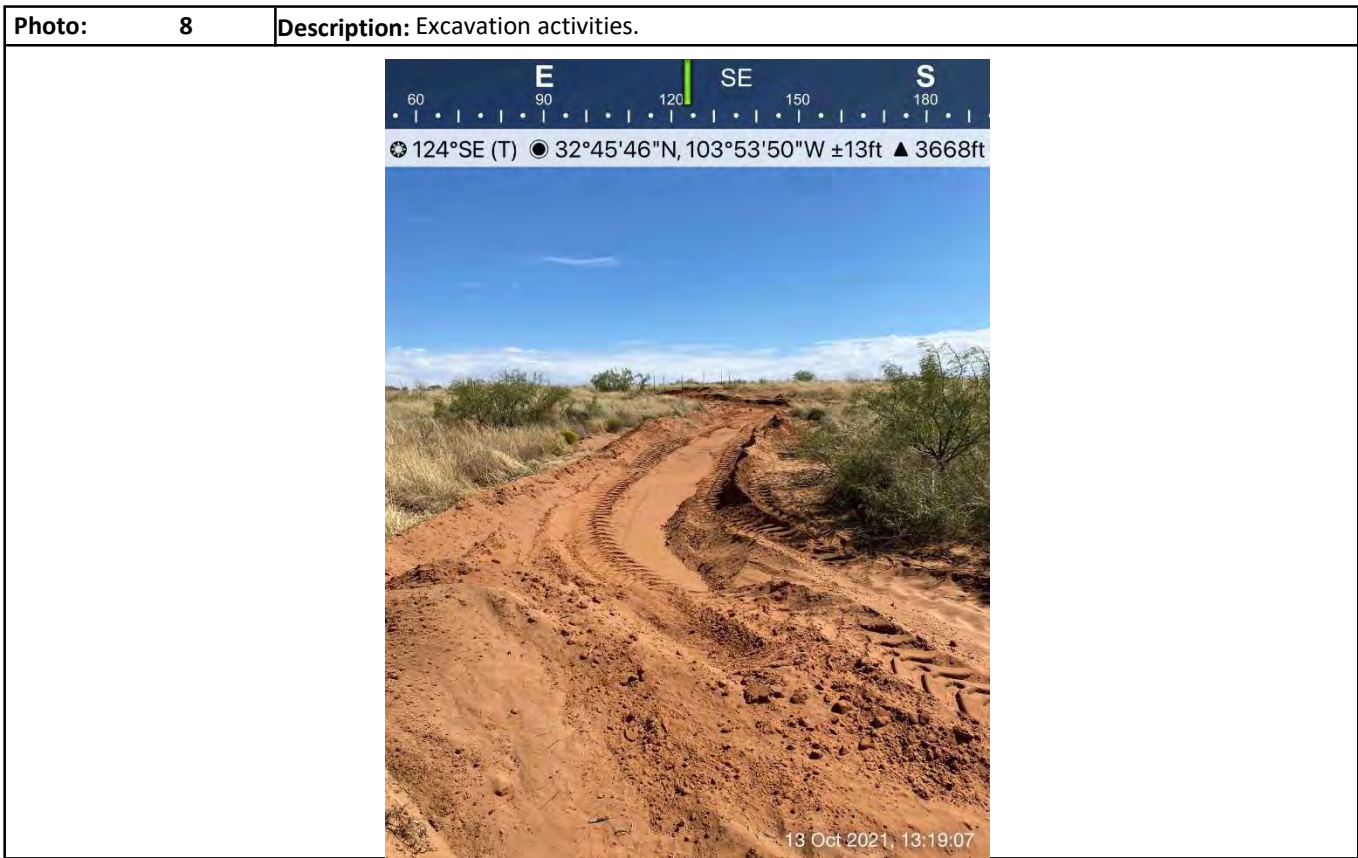 Photo: 8 Description: Excavation activities.
E SE S
60 90 120 150 180
124°SE (T) 32°45'46"N, 103°53'50"W ±13ft ▲ 3668ft
13 Oct 2021, 13:19:07